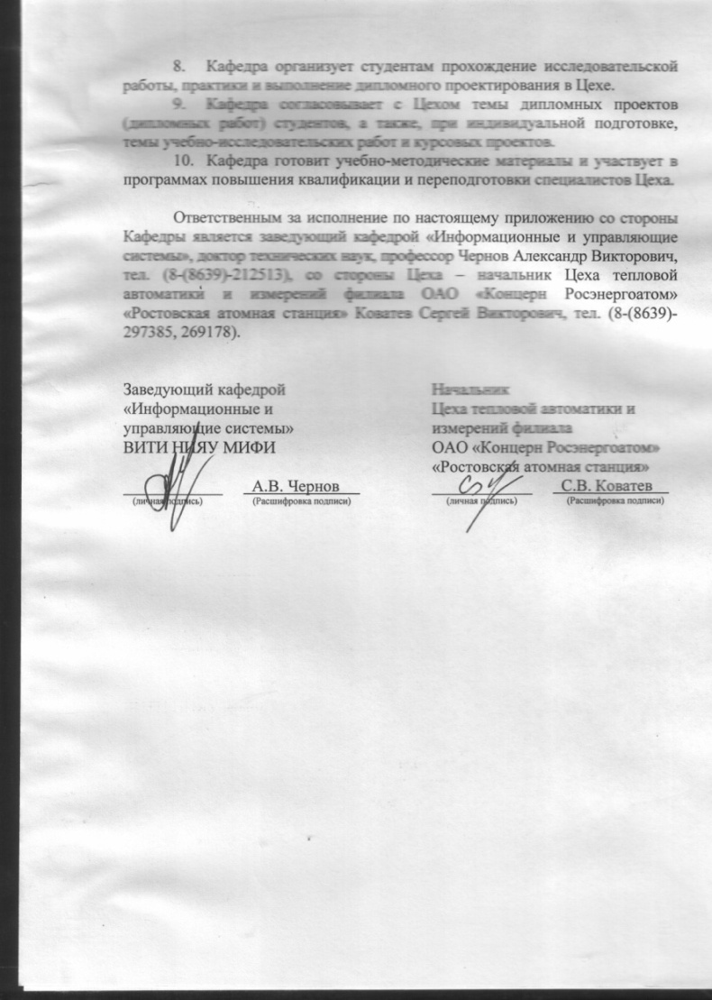 8. Кафедра организует студентам прохождение исследовательской
работы, практики и выполнение дипломного проектирования в Цехе.
9. Кафедра согласовывает с Цехом темы дипломных проектов
(дипломных работ) студентов, а также, при индивидуальной подготовке,
темы учебно-исследовательских работ и курсовых проектов.
10. Кафедра готовит учебно-методические материалы и участвует в
программах повышения квалификации и переподготовки специалистов Цеха.
Ответственным за исполнение по настоящему приложению со стороны
Кафедры является заведующий кафедрой «Информационные и управляющие
системы», доктор технических наук, профессор Чернов Александр Викторович,
тел. (8-(8639)-212513), со стороны Цеха – начальник Цеха тепловой
автоматики и измерений филиала ОАО «Концерн Росэнергоатом»
«Ростовская атомная станция» Коватев Сергей Викторович, тел. (8-(8639)-
297385, 269178).
Заведующий кафедрой
«Информационные и
управляющие системы»
ВИТИ НИЯУ МИФИ
А.В. Чернов
(личная подпись) (Расшифровка подписи)
Начальник
Цеха тепловой автоматики и
измерений филиала
ОАО «Концерн Росэнергоатом»
«Ростовская атомная станция»
С.В. Коватев
(личная подпись) (Расшифровка подписи)